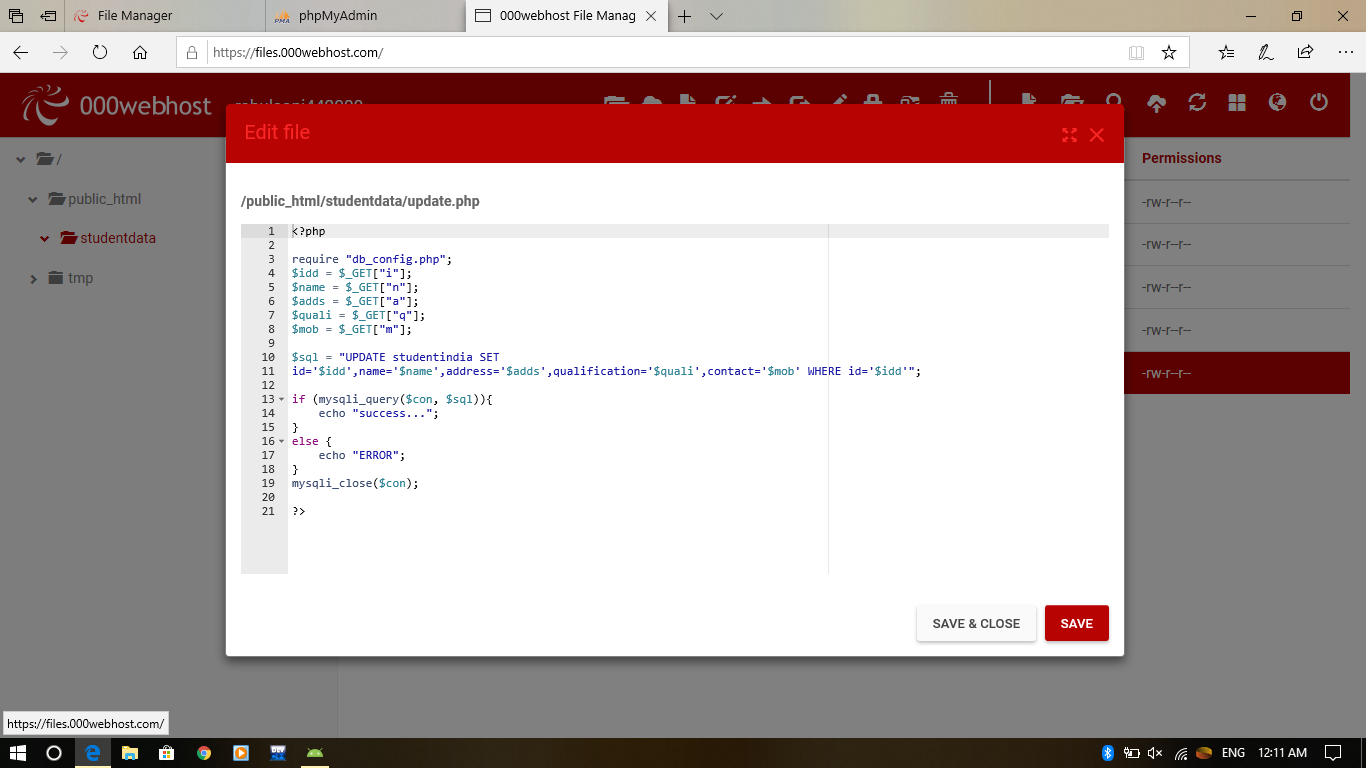 File Manager
phpMyAdmin
000webhost File Manag
https://files.000webhost.com/
000webhost
Edit file
/
public_html
studentdata
tmp
Permissions
-rw-r--r--
-rw-r--r--
-rw-r--r--
-rw-r--r--
-rw-r--r--
/public_html/studentdata/update.php
1 <?php
2
3 require "db_config.php";
4 $idd = $_GET["i"];
5 $name = $_GET["n"];
6 $adds = $_GET["a"];
7 $quali = $_GET["q"];
8 $mob = $_GET["m"];
9
10 $sql = "UPDATE studentindia SET
11 id='$idd',name='$name',address='$adds',qualification='$quali',contact='$mob' WHERE id='$idd'";
12
13 if (mysqli_query($con, $sql)){
14 echo "success...";
15 }
16 else {
17 echo "ERROR";
18 }
19 mysqli_close($con);
20
21 ?>
SAVE & CLOSE
SAVE
https://files.000webhost.com/
ENG
12:11 AM